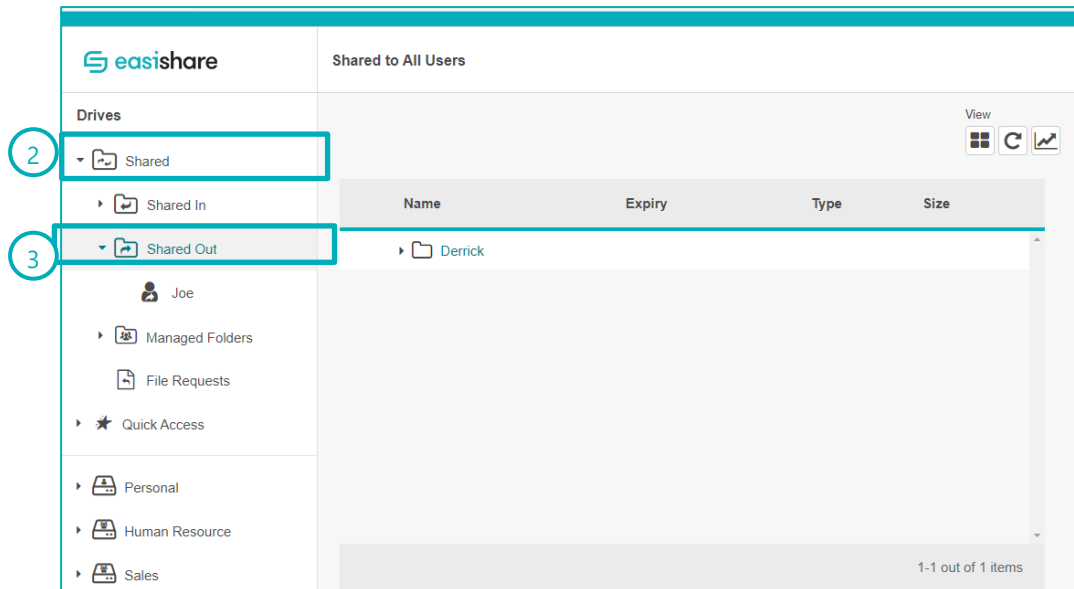 easishare
Shared to All Users
Drives
View
2
Shared
Shared In
Name Expiry Type Size
3
Shared Out
Derrick
Joe
Managed Folders
File Requests
Quick Access
Personal
Human Resource
Sales
1-1 out of 1 items